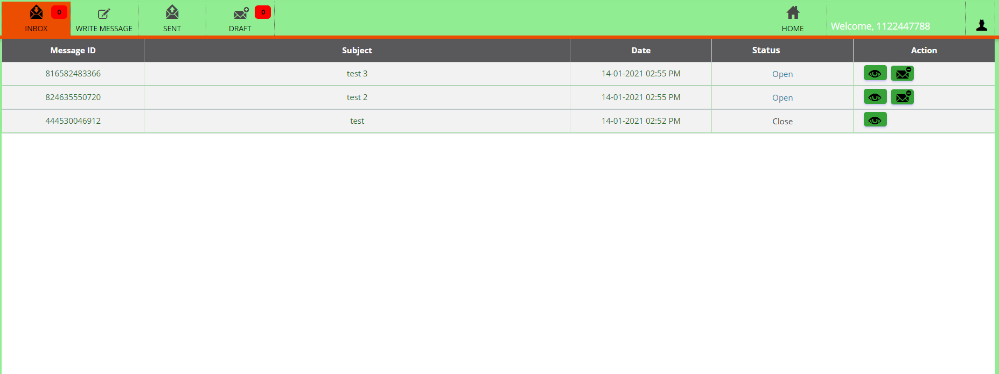 0 0
INBOX WRITE MESSAGE SENT DRAFT HOME Welcome, 1122447788
Message ID Subject Date Status Action
816582483366 test 3 14-01-2021 02:55 PM Open
824635550720 test 2 14-01-2021 02:55 PM Open
444530046912 test 14-01-2021 02:52 PM Close